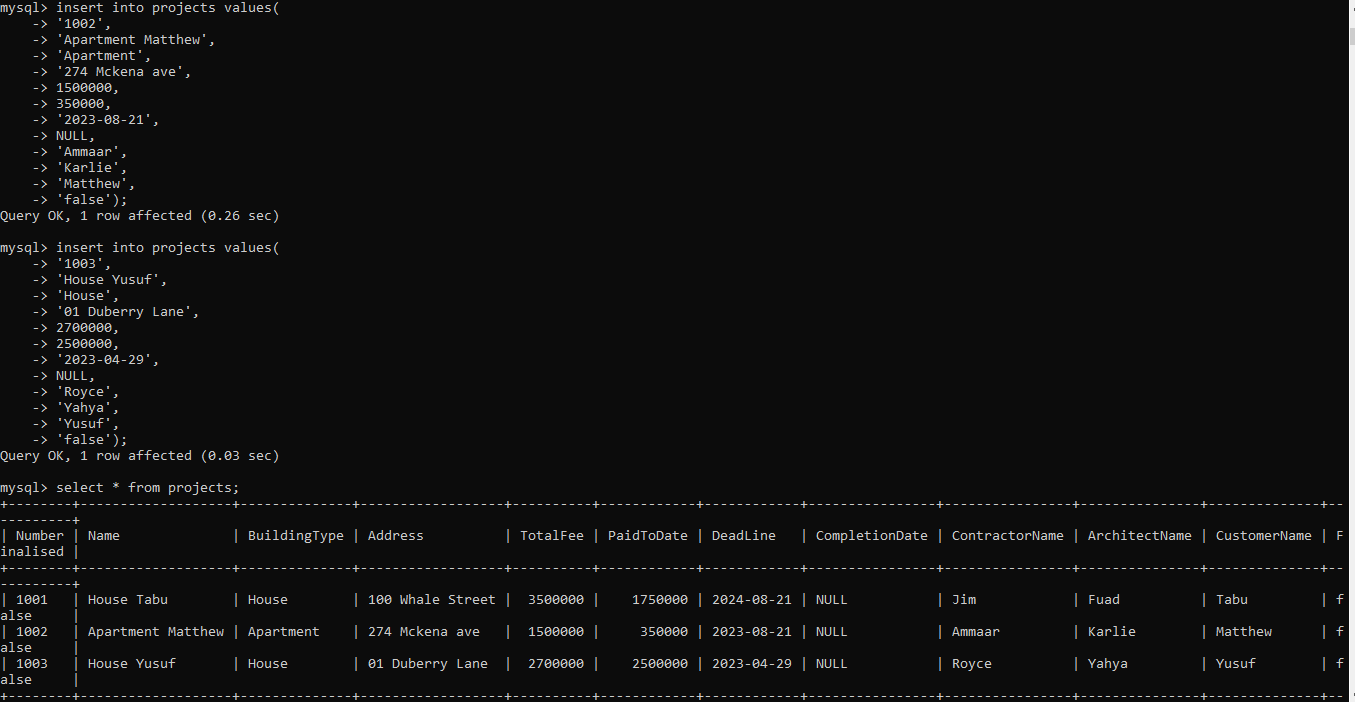 mysql> insert into projects values(
    -> '1002',
    -> 'Apartment Matthew',
    -> 'Apartment',
    -> '274 Mckena ave',
    -> 1500000,
    -> 350000,
    -> '2023-08-21',
    -> NULL,
    -> 'Ammaar',
    -> 'Karlie',
    -> 'Matthew',
    -> 'false');
Query OK, 1 row affected (0.26 sec)

mysql> insert into projects values(
    -> '1003',
    -> 'House Yusuf',
    -> 'House',
    -> '01 Duberry Lane',
    -> 2700000,
    -> 2500000,
    -> '2023-04-29',
    -> NULL,
    -> 'Royce',
    -> 'Yahya',
    -> 'Yusuf',
    -> 'false');
Query OK, 1 row affected (0.03 sec)

mysql> select * from projects;
+--------+-------------------+--------------+------------------+----------+------------+------------+----------------+----------------+---------------+--------------+--
---------+
| Number | Name              | BuildingType | Address          | TotalFee | PaidToDate | DeadLine   | CompletionDate | ContractorName | ArchitectName | CustomerName | F
inalised |
+--------+-------------------+--------------+------------------+----------+------------+------------+----------------+----------------+---------------+--------------+--
---------+
| 1001   | House Tabu        | House        | 100 Whale Street |  3500000 |    1750000 | 2024-08-21 | NULL           | Jim            | Fuad          | Tabu         | f
alse     |
| 1002   | Apartment Matthew | Apartment    | 274 Mckena ave   |  1500000 |     350000 | 2023-08-21 | NULL           | Ammaar         | Karlie        | Matthew      | f
alse     |
| 1003   | House Yusuf       | House        | 01 Duberry Lane  |  2700000 |    2500000 | 2023-04-29 | NULL           | Royce          | Yahya         | Yusuf        | f
alse     |
+--------+-------------------+--------------+------------------+----------+------------+------------+----------------+----------------+---------------+--------------+--